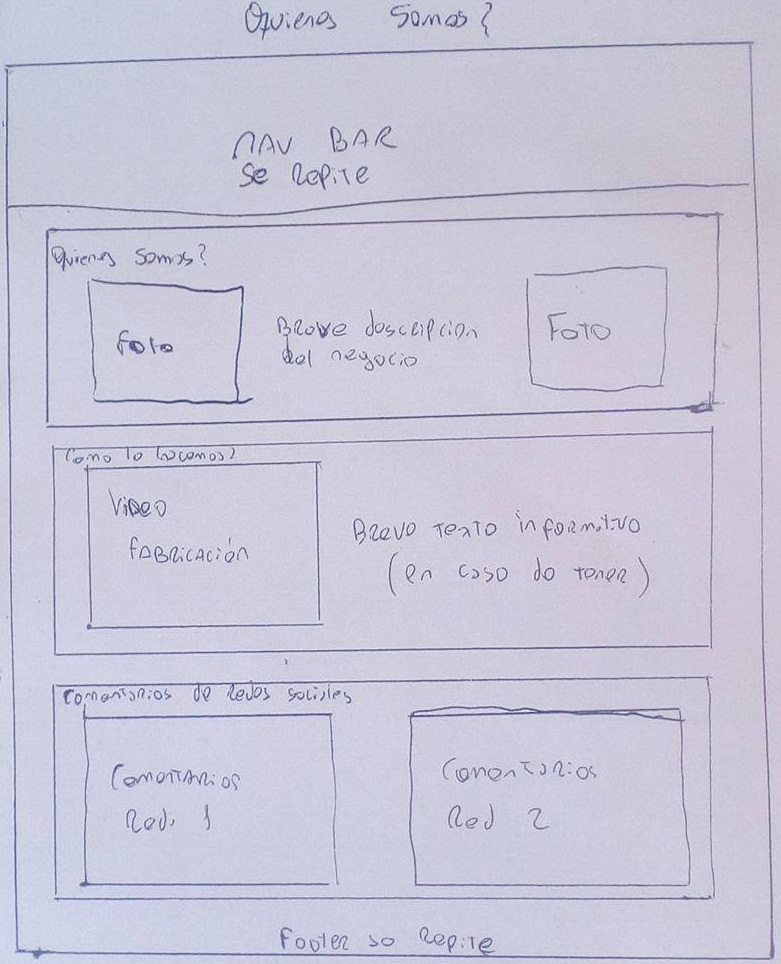 Quienes Somos?
NAV BAR
Se Repite
Quienes Somos?
Foto
Breve descripcion
del negocio
FOTO
Como lo hacemos?
VIDEO
FABRICACIÓN
Breve texto informativo
(en caso de tener)
Comentarios de Redes sociales
Comentarios
Red. 1
Comentarios
Red 2
Footer se Repite